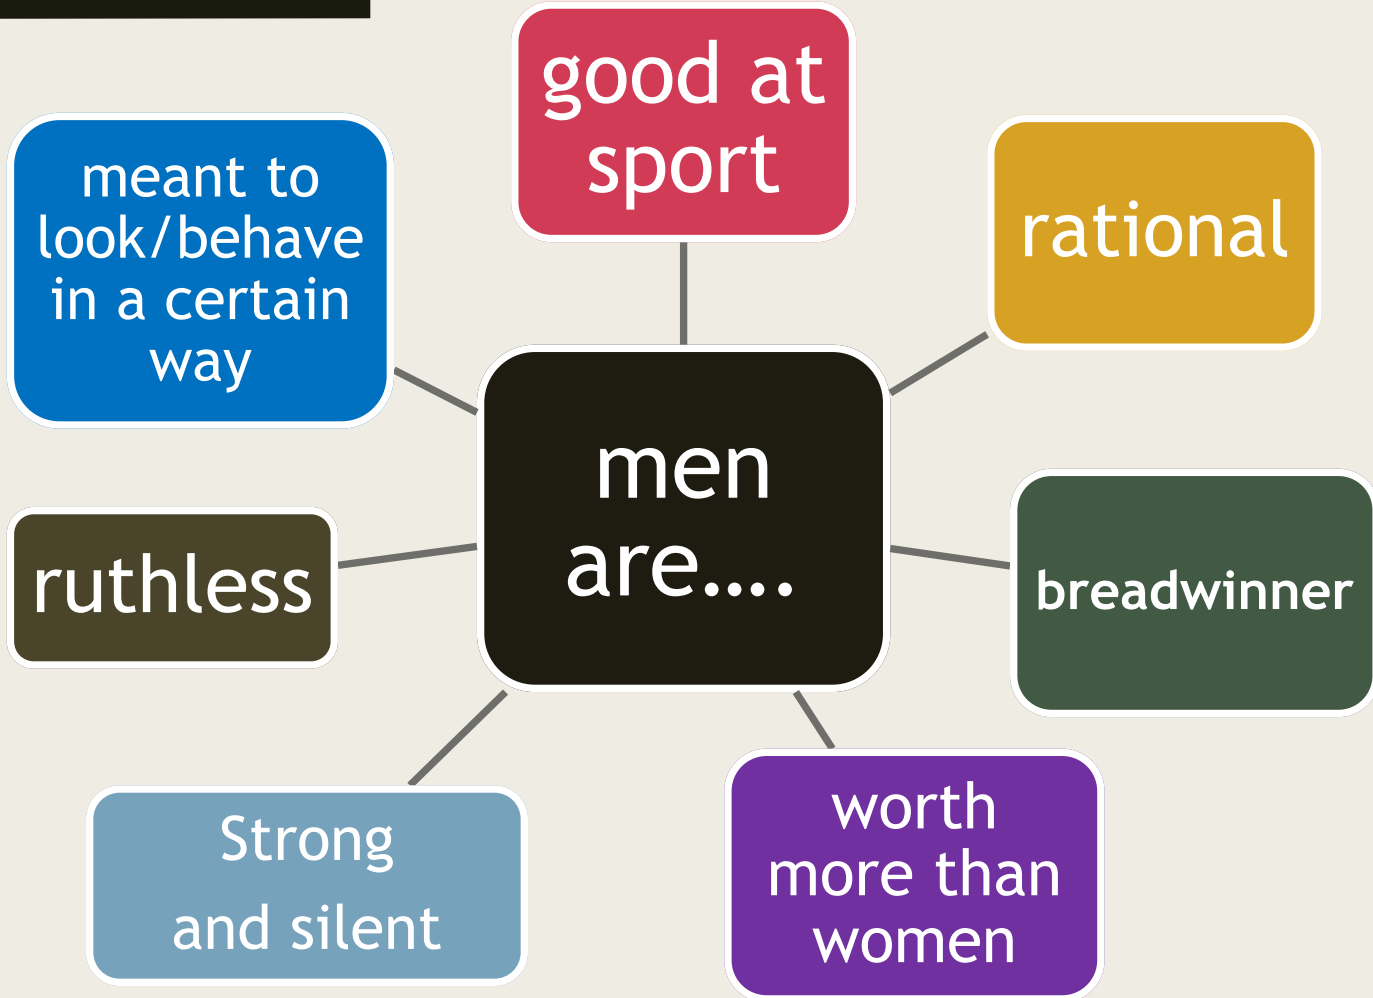 good at
sport
meant to
look/behave
in a certain
way
rational
men
are....
ruthless
breadwinner
Strong
and silent
worth
more than
women